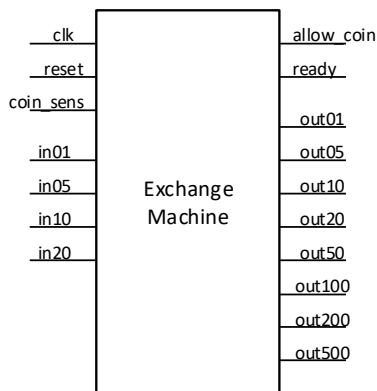 clk
reset
coin_sens
in01
in05
in10
in20
Exchange
Machine
allow_coin
ready
out01
out05
out10
out20
out50
out100
out200
out500